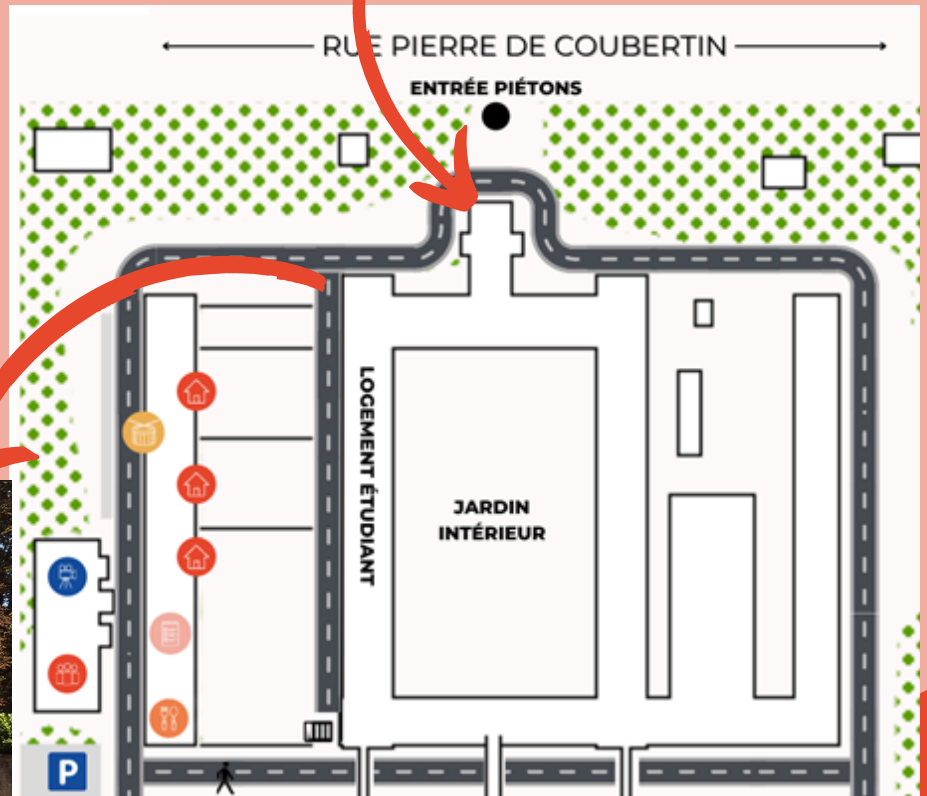 RUE PIERRE DE COUBERTIN
ENTRÉE PIÉTONS
LOGEMENT ÉTUDIANT
JARDIN
INTÉRIEUR
P